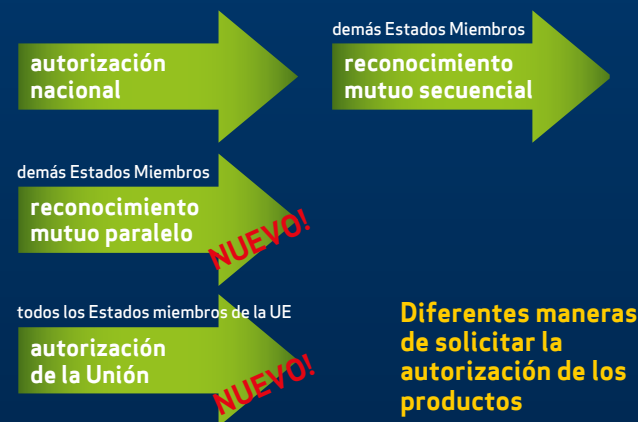 autorización
nacional
demás Estados Miembros
reconocimiento
mutuo secuencial
demás Estados Miembros
reconocimiento
mutuo paralelo
NUEVO!
todos los Estados miembros de la UE
autorización
de la Unión
NUEVO!
Diferentes maneras
de solicitar la
autorización de los
productos